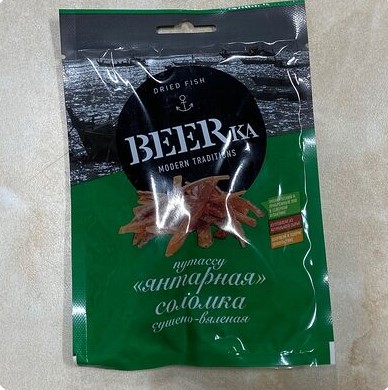 DRIED FISH
BEERka
MODERN TRADITIONS
путассу
«янтарная»
соломка
сушено-вяленая